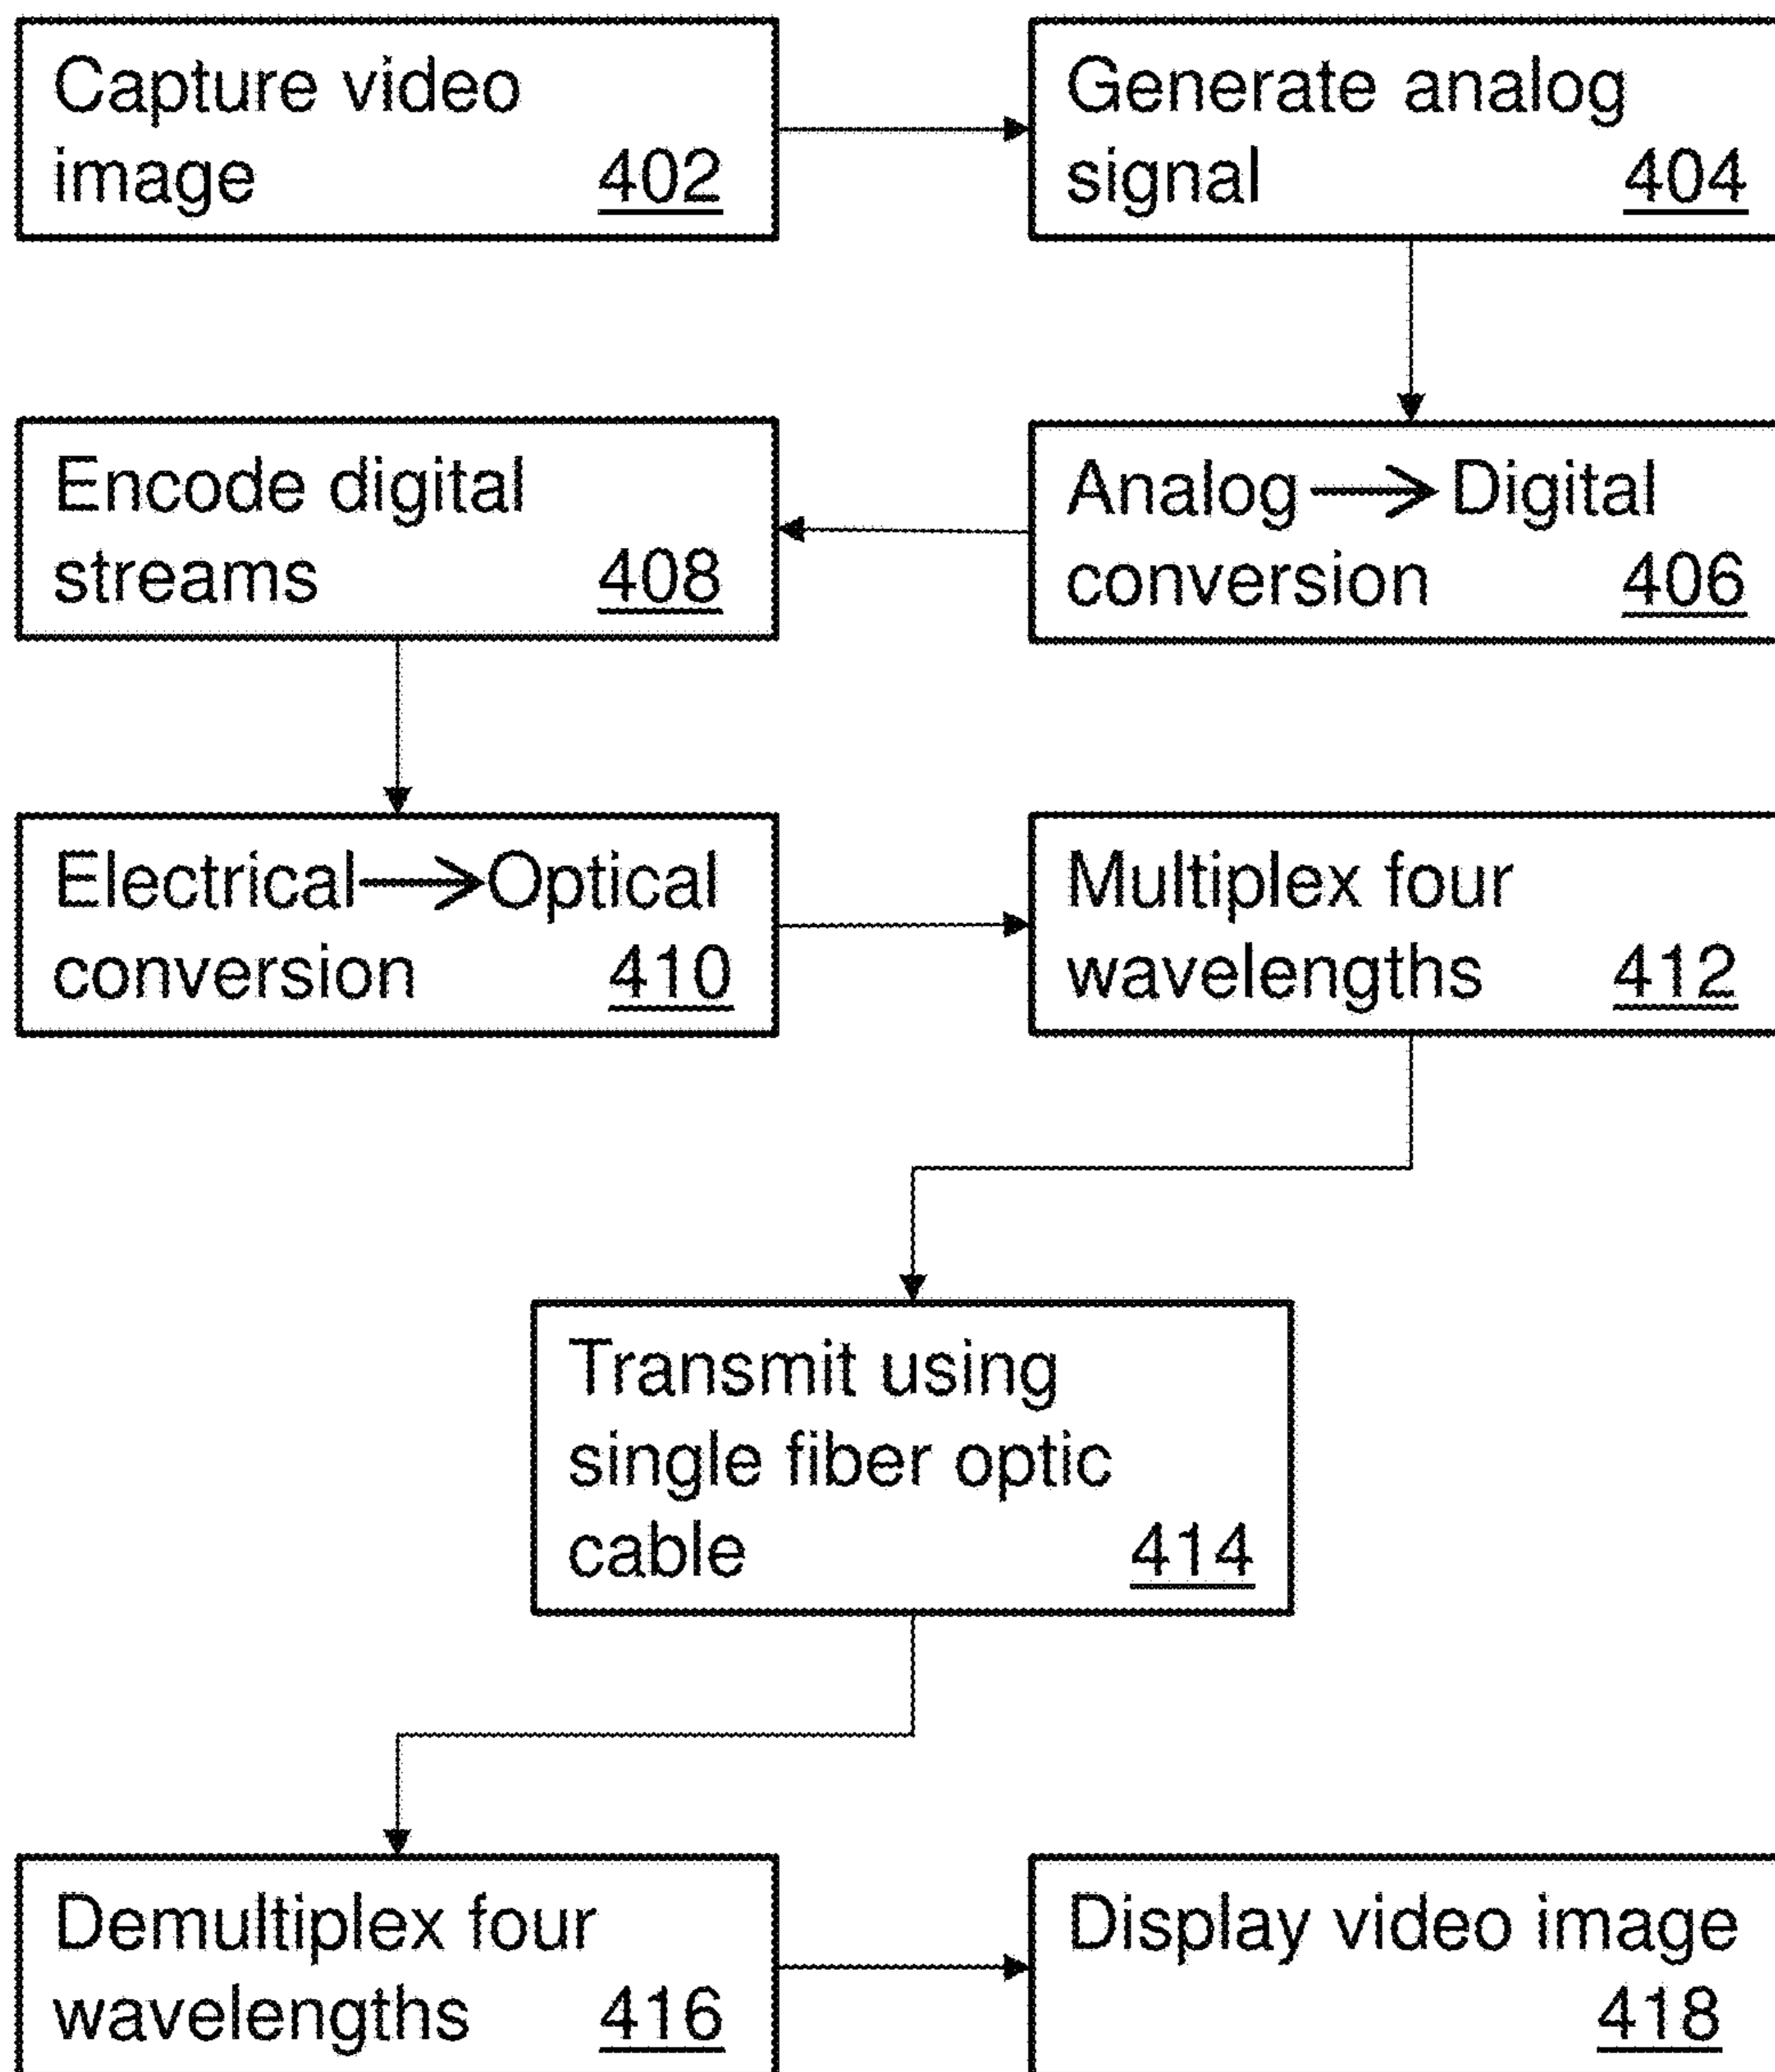 Capture video
image 402
Generate analog
signal 404
Analog → Digital
conversion 406
Encode digital
streams 408
Electrical → Optical
conversion 410
Multiplex four
wavelengths 412
Transmit using
single fiber optic
cable 414
Demultiplex four
wavelengths 416
Display video image
418